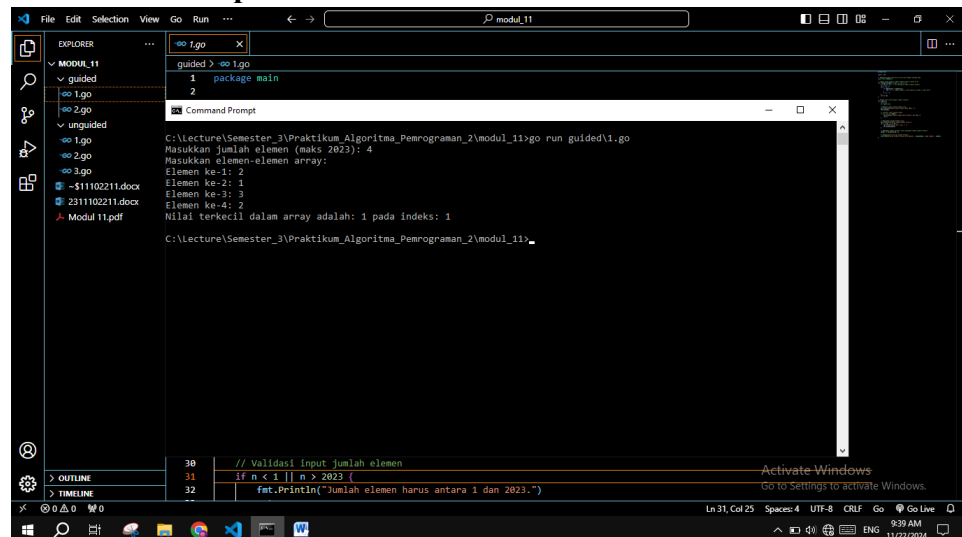 File Edit Selection View Go Run ··· modul_11
EXPLORER ··· 1.go
MODUL_11
guided
1.go
2.go
unguided
1.go
2.go
3.go
~$11102211.docx
2311102211.docx
Modul 11.pdf
guided > 1.go
1 package main
2
Command Prompt
C:\Lecture\Semester_3\Praktikum_Algoritma_Pemrograman_2\modul_11>go run guided\1.go
Masukkan jumlah elemen (maks 2023): 4
Masukkan elemen-elemen array:
Elemen ke-1: 2
Elemen ke-2: 1
Elemen ke-3: 3
Elemen ke-4: 2
Nilai terkecil dalam array adalah: 1 pada indeks: 1
C:\Lecture\Semester_3\Praktikum_Algoritma_Pemrograman_2\modul_11>
30 // Validasi input jumlah elemen
31 if n < 1 || n > 2023 {
32 fmt.Println("Jumlah elemen harus antara 1 dan 2023.")
OUTLINE
TIMELINE
Activate Windows
Go to Settings to activate Windows.
0 0 0 Ln 31, Col 25 Spaces: 4 UTF-8 CRLF Go Go Live
ENG 9:39 AM
11/22/2024